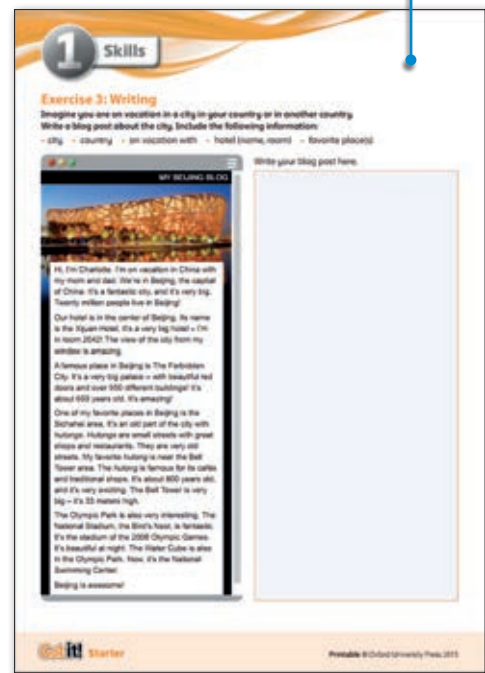 1 Skills
Exercise 3: Writing
Imagine you are on vacation in a city in your country or in another country.
Write a blog post about the city. Include the following information:
- city - country - on vacation with - hotel (name, room) - favorite place(s)
MY BEIJING BLOG
Write your blog post here.
Hi, I'm Charlotte. I'm on vacation in China with
my mom and dad. We're in Beijing, the capital
of China. It's a fantastic city, and it's very big.
Twenty million people live in Beijing!
Our hotel is in the center of Beijing. Its name
is the Xiyuan Hotel. It's a very big hotel – I'm
in room 2042! The view of the city from my
window is amazing.
A famous place in Beijing is The Forbidden
City. It's a very big palace – with beautiful red
doors and over 900 different buildings! It's
about 600 years old. It's amazing!
One of my favorite places in Beijing is the
Shichahai area. It's an old part of the city with
hutongs. Hutongs are small streets with great
shops and restaurants. They are very old
streets. My favorite hutong is near the Bell
Tower area. The hutong is famous for its cafés
and traditional shops. It's about 800 years old,
and it's very exciting. The Bell Tower is very
big – it's 33 meters high.
The Olympic Park is also very interesting. The
National Stadium, the Bird's Nest, is fantastic.
It's the stadium of the 2008 Olympic Games.
It's beautiful at night. The Water Cube is also
in the Olympic Park. Now, it's the National
Swimming Center.
Beijing is awesome!
it! Starter
Printable © Oxford University Press 2015